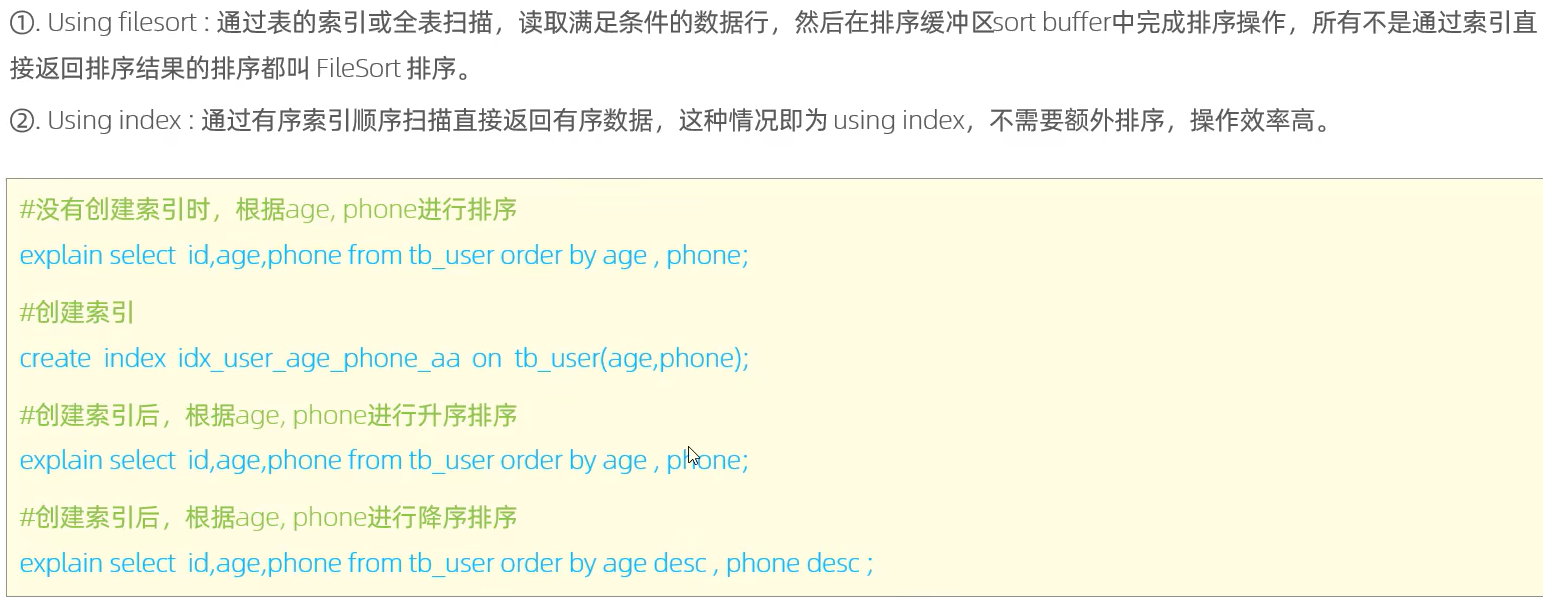 ①. Using filesort : 通过表的索引或全表扫描，读取满足条件的数据行，然后在排序缓冲区sort buffer中完成排序操作，所有不是通过索引直
接返回排序结果的排序都叫 FileSort 排序。
②. Using index : 通过有序索引顺序扫描直接返回有序数据，这种情况即为 using index，不需要额外排序，操作效率高。
#没有创建索引时，根据age, phone进行排序
explain select  id,age,phone from tb_user order by age , phone;
#创建索引
create  index  idx_user_age_phone_aa  on  tb_user(age,phone);
#创建索引后，根据age, phone进行升序排序
explain select  id,age,phone from tb_user order by age , phone;
#创建索引后，根据age, phone进行降序排序
explain select  id,age,phone from tb_user order by age desc , phone desc ;